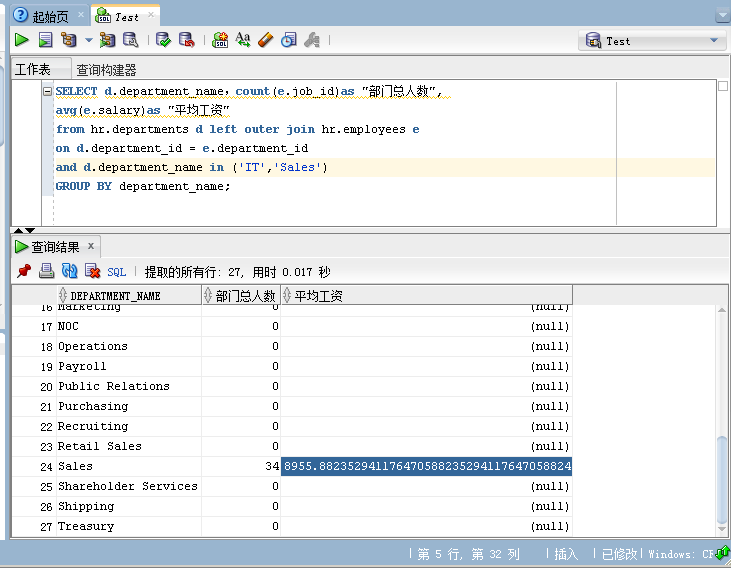 起始页
Test
Test
工作表 查询构建器
SELECT d.department_name，count(e.job_id)as "部门总人数",
avg(e.salary)as "平均工资"
from hr.departments d left outer join hr.employees e
on d.department_id = e.department_id
and d.department_name in ('IT','Sales')
GROUP BY department_name;
查询结果 x
SQL | 提取的所有行: 27, 用时 0.017 秒
DEPARTMENT_NAME 部门总人数 平均工资
16 Marketing 0 (null)
17 NOC 0 (null)
18 Operations 0 (null)
19 Payroll 0 (null)
20 Public Relations 0 (null)
21 Purchasing 0 (null)
22 Recruiting 0 (null)
23 Retail Sales 0 (null)
24 Sales 34 8955.882352941176470588235294117647058824
25 Shareholder Services 0 (null)
26 Shipping 0 (null)
27 Treasury 0 (null)
第 5 行, 第 32 列 | 插入 | 已修改 | Windows: CF